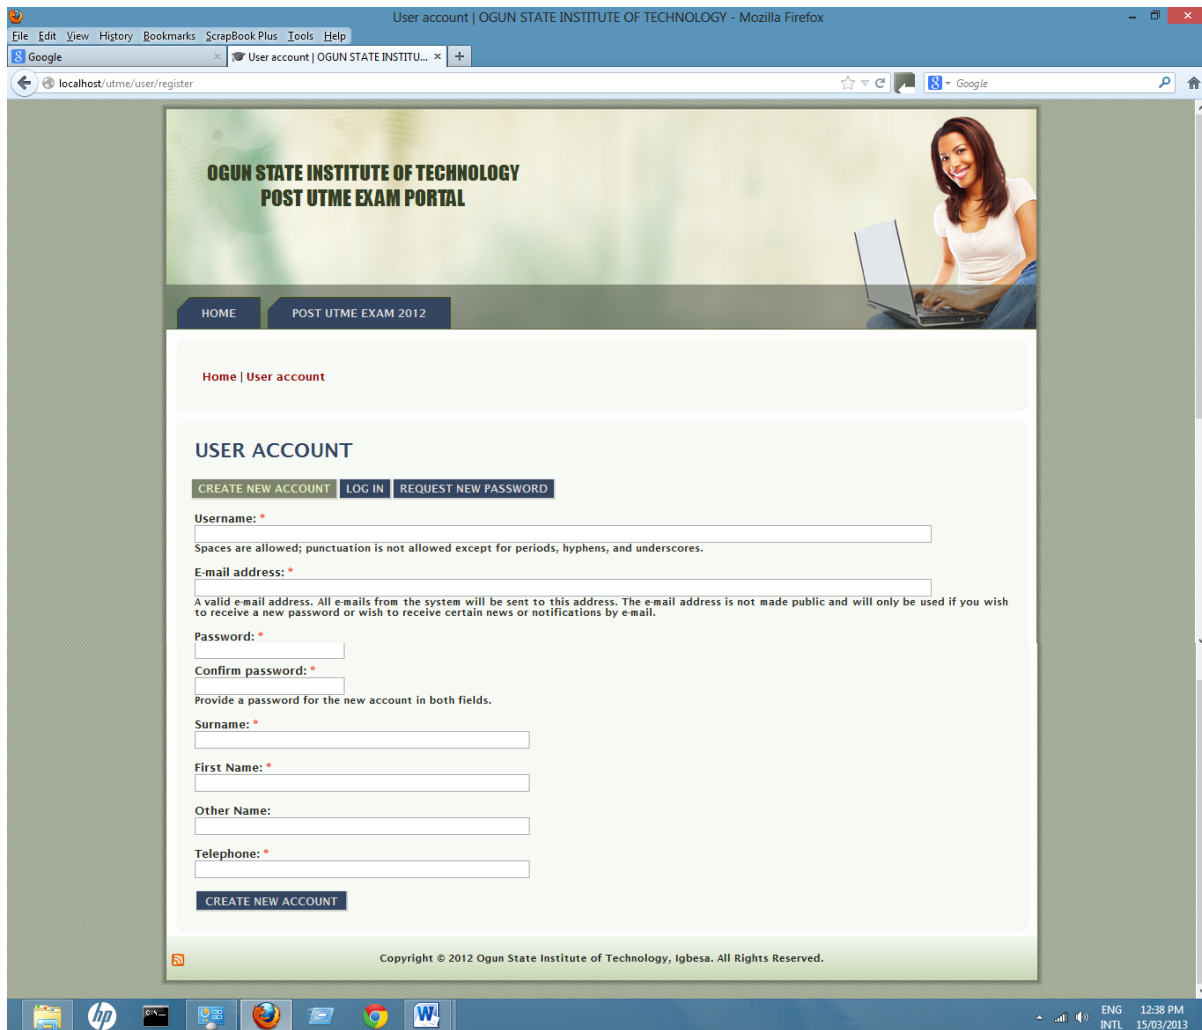 User account | OGUN STATE INSTITUTE OF TECHNOLOGY - Mozilla Firefox
File Edit View History Bookmarks ScrapBook Plus Tools Help
Google
User account | OGUN STATE INSTITU...
localhost/utme/user/register
Google
OGUN STATE INSTITUTE OF TECHNOLOGY
POST UTME EXAM PORTAL
HOME POST UTME EXAM 2012
Home | User account
USER ACCOUNT
CREATE NEW ACCOUNT LOG IN REQUEST NEW PASSWORD
Username: *
Spaces are allowed; punctuation is not allowed except for periods, hyphens, and underscores.
E-mail address: *
A valid e-mail address. All e-mails from the system will be sent to this address. The e-mail address is not made public and will only be used if you wish
to receive a new password or wish to receive certain news or notifications by e-mail.
Password: *
Confirm password: *
Provide a password for the new account in both fields.
Surname: *
First Name: *
Other Name:
Telephone: *
CREATE NEW ACCOUNT
Copyright © 2012 Ogun State Institute of Technology, Igbesa. All Rights Reserved.
hp
C:\_
W
ENG 12:38 PM
INTL 15/03/2013